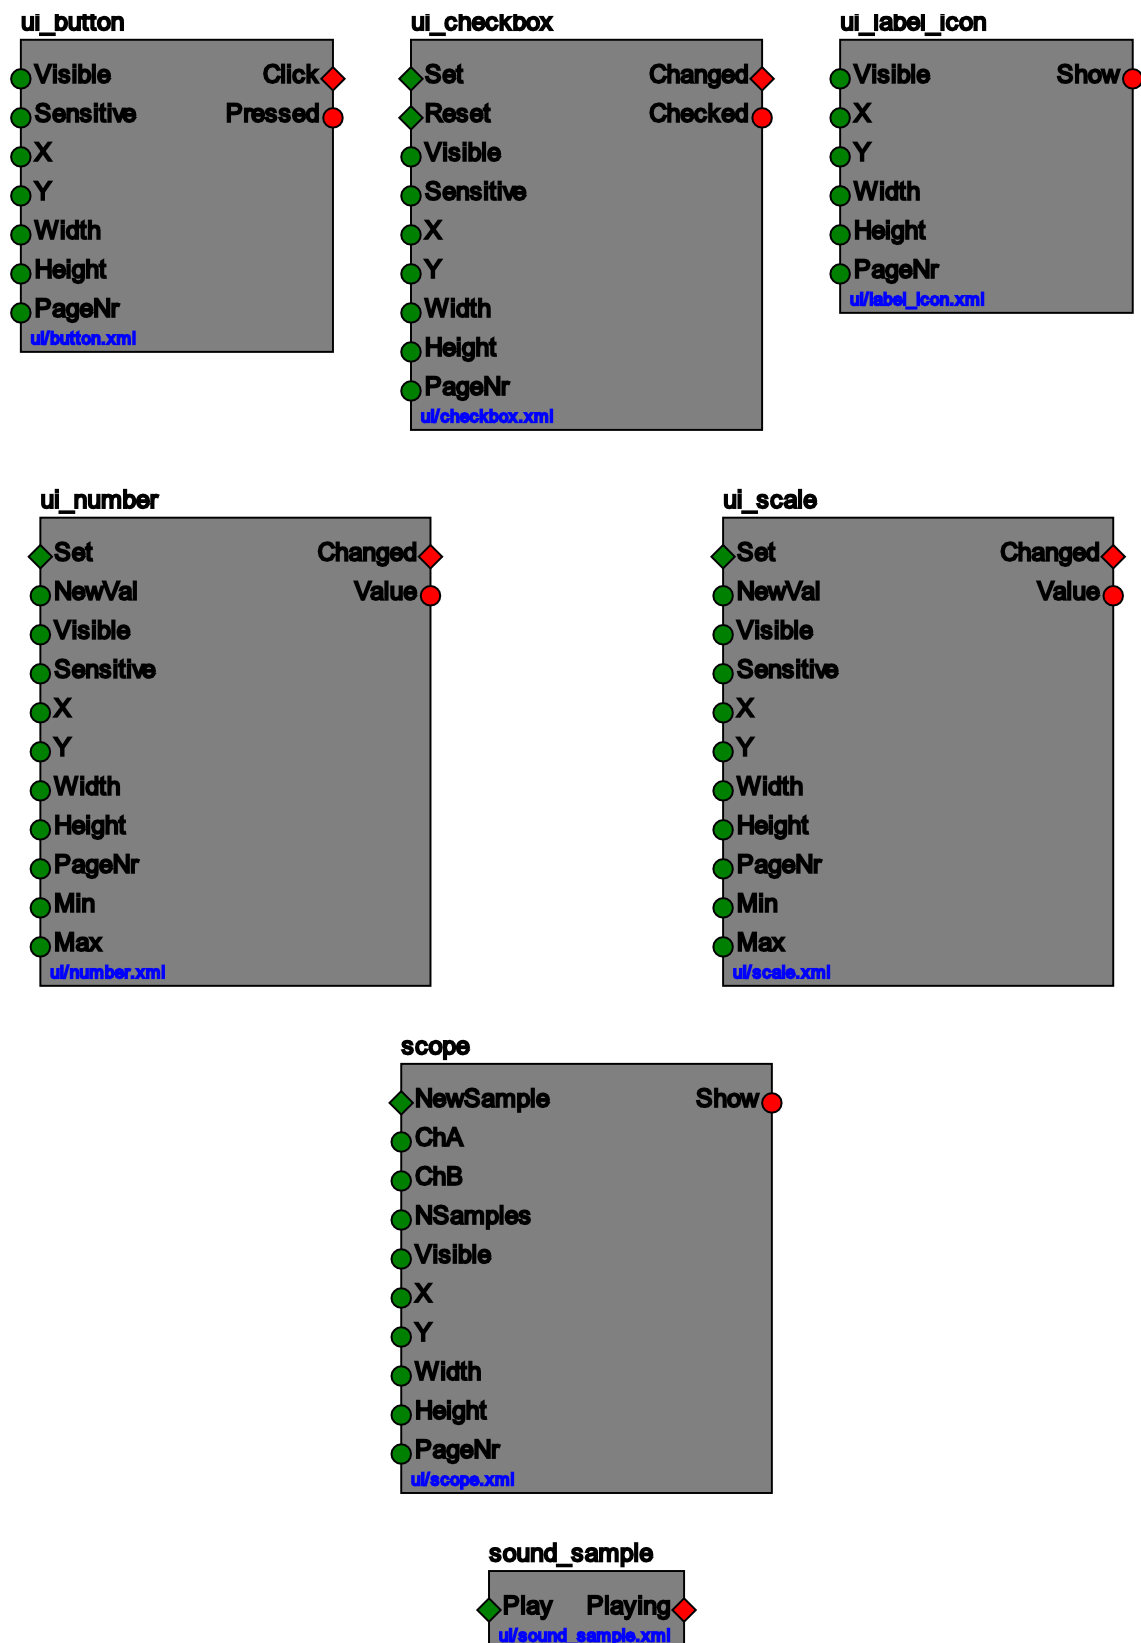 ui_button
Visible Click
Sensitive Pressed
X
Y
Width
Height
PageNr
ui/button.xml
ui_checkbox
Set Changed
Reset Checked
Visible
Sensitive
X
Y
Width
Height
PageNr
ui/checkbox.xml
ui_label_icon
Visible Show
X
Y
Width
Height
PageNr
ui/label_icon.xml
ui_number
Set Changed
NewVal Value
Visible
Sensitive
X
Y
Width
Height
PageNr
Min
Max
ui/number.xml
ui_scale
Set Changed
NewVal Value
Visible
Sensitive
X
Y
Width
Height
PageNr
Min
Max
ui/scale.xml
scope
NewSample Show
ChA
ChB
NSamples
Visible
X
Y
Width
Height
PageNr
ui/scope.xml
sound_sample
Play Playing
ui/sound_sample.xml